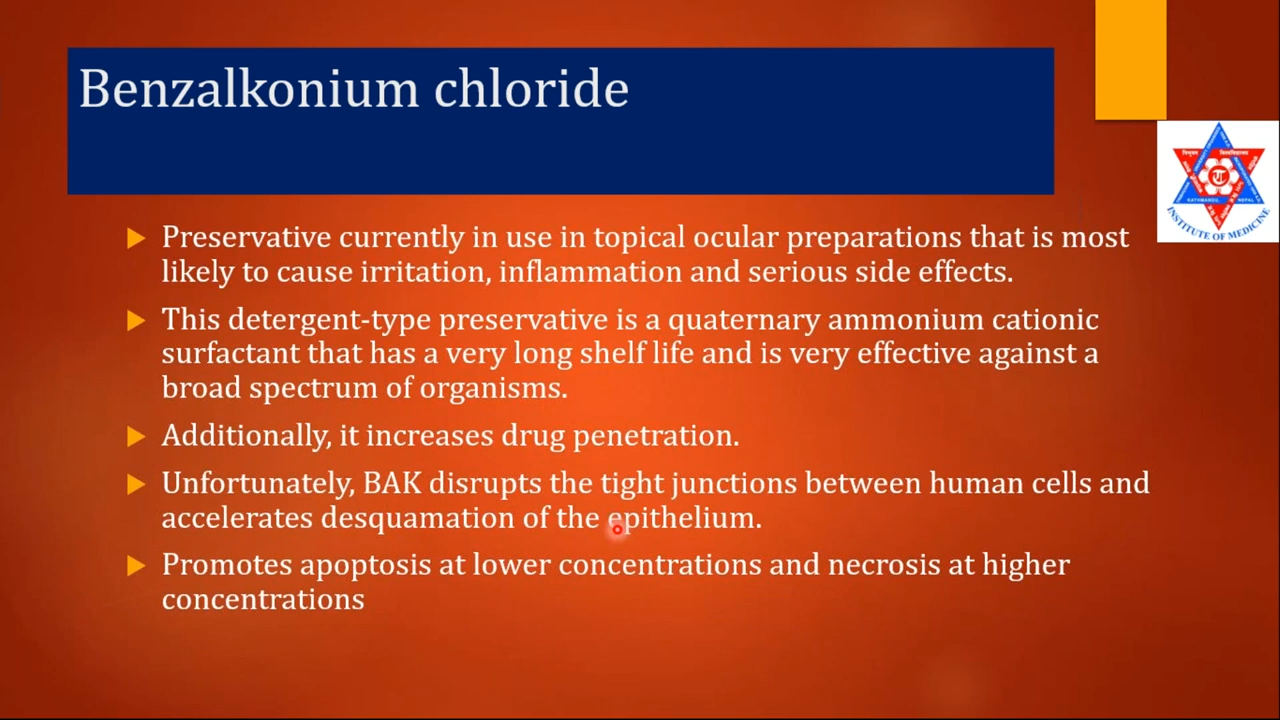 Benzalkonium chloride
Preservative currently in use in topical ocular preparations that is most
likely to cause irritation, inflammation and serious side effects.
This detergent-type preservative is a quaternary ammonium cationic
surfactant that has a very long shelf life and is very effective against a
broad spectrum of organisms.
Additionally, it increases drug penetration.
Unfortunately, BAK disrupts the tight junctions between human cells and
accelerates desquamation of the epithelium.
Promotes apoptosis at lower concentrations and necrosis at higher
concentrations
KATHMANDU, NEPAL
INSTITUTE OF MEDICINE